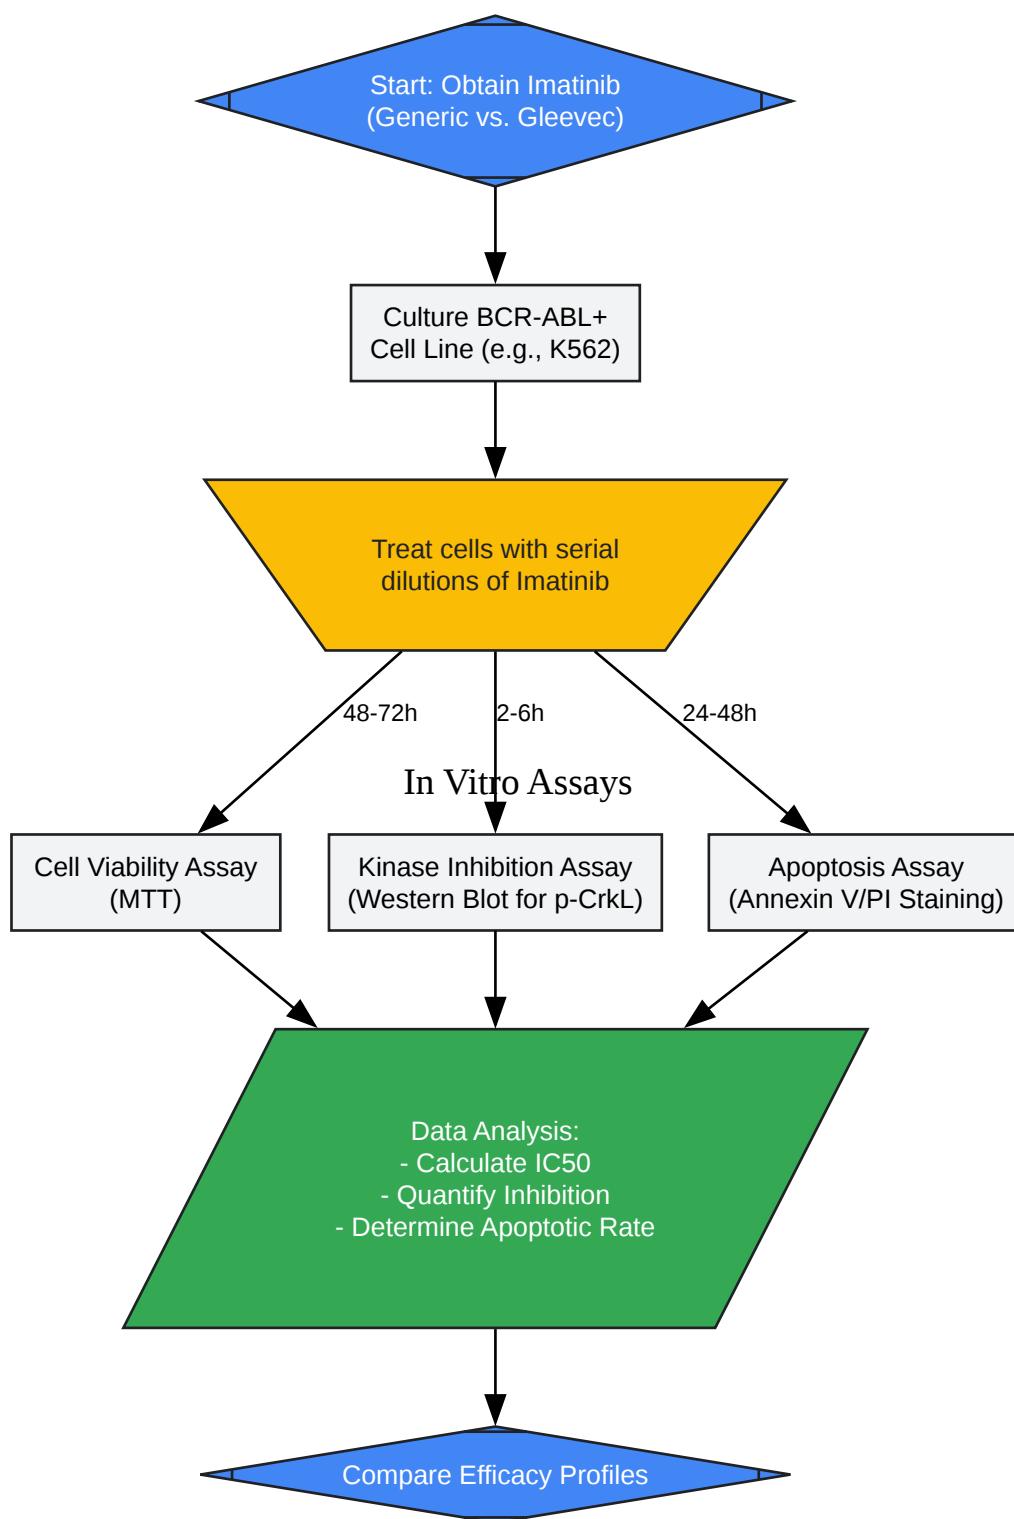 Start: Obtain Imatinib
(Generic vs. Gleevec)
Culture BCR-ABL+
Cell Line (e.g., K562)
Treat cells with serial
dilutions of Imatinib
48-72h
2-6h
24-48h
In Vitro Assays
Cell Viability Assay
(MTT)
Kinase Inhibition Assay
(Western Blot for p-CrkL)
Apoptosis Assay
(Annexin V/PI Staining)
Data Analysis:
- Calculate IC50
- Quantify Inhibition
- Determine Apoptotic Rate
Compare Efficacy Profiles